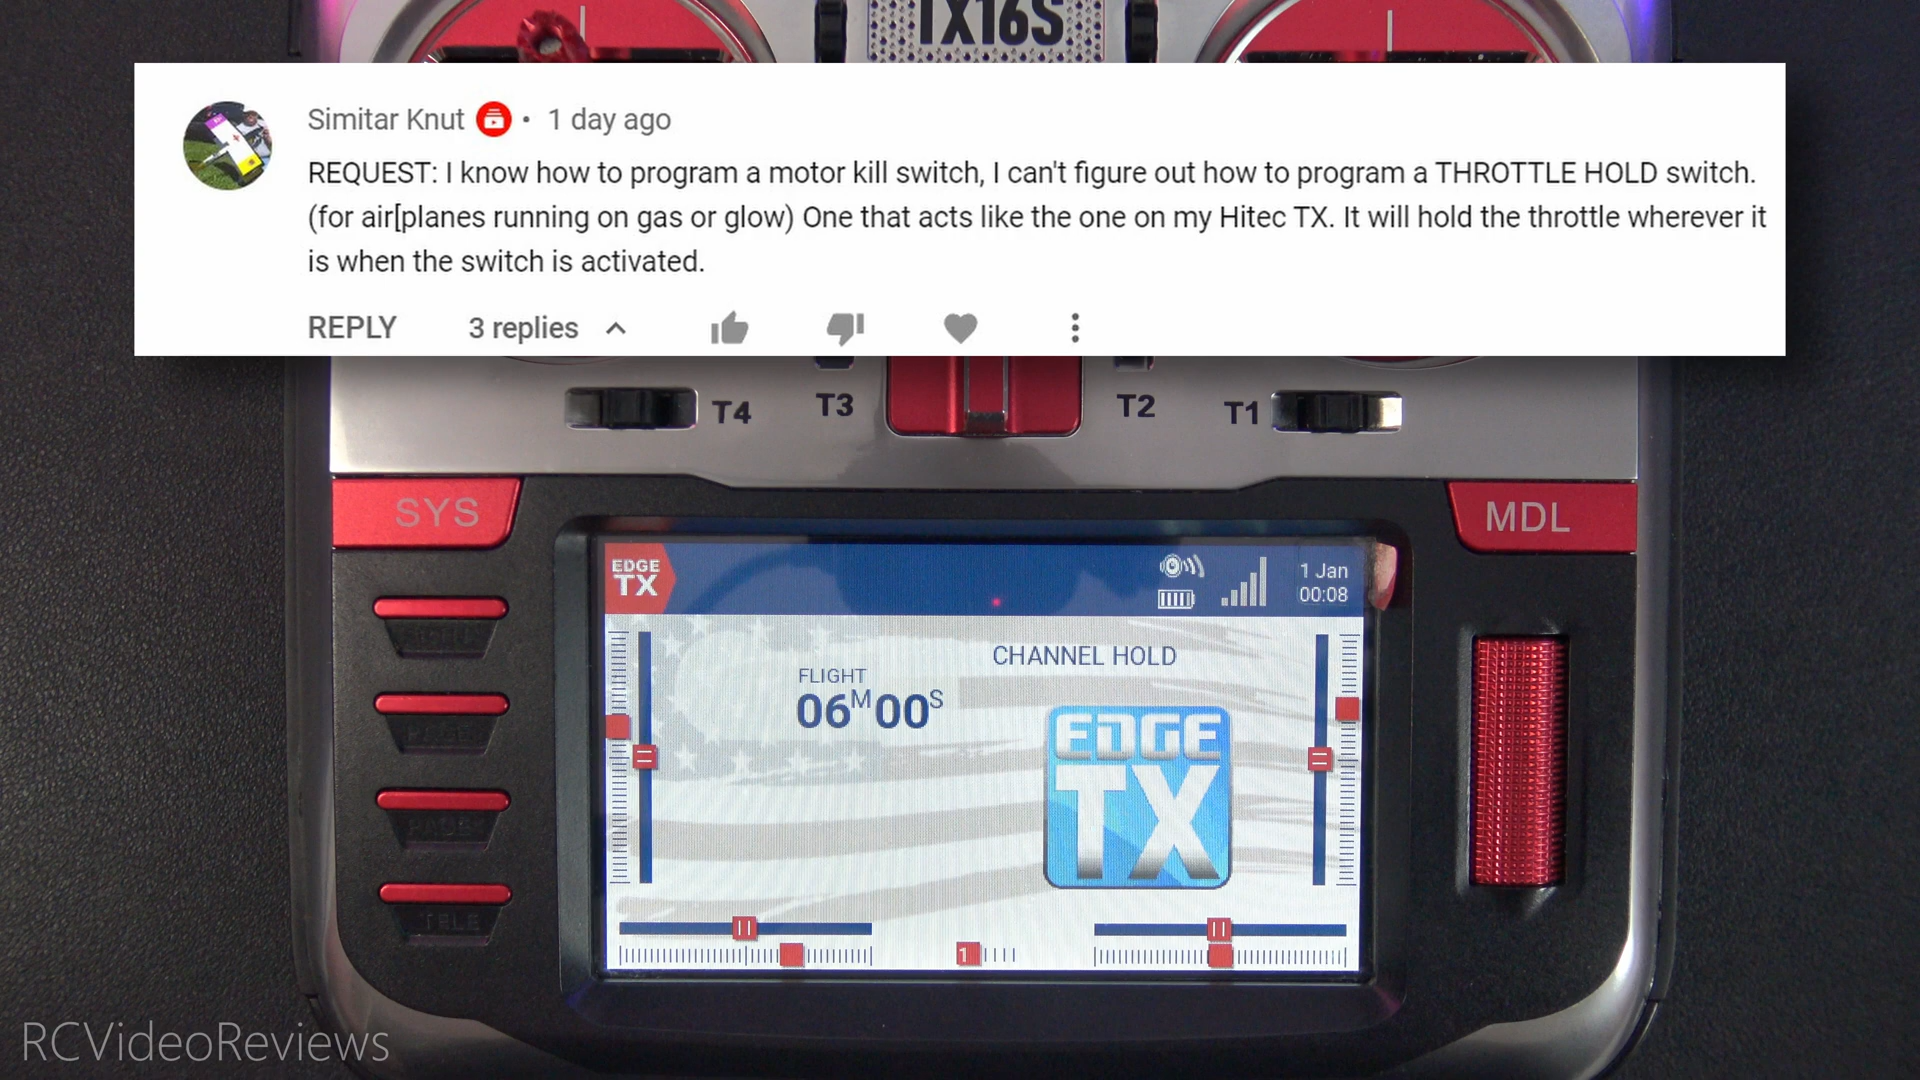 TX16S
Simitar Knut • 1 day ago
REQUEST: I know how to program a motor kill switch, I can't figure out how to program a THROTTLE HOLD switch.
(for air[planes running on gas or glow) One that acts like the one on my Hitec TX. It will hold the throttle wherever it
is when the switch is activated.
REPLY 3 replies
T4 T3 T2 T1
SYS MDL
EDGE
TX
1 Jan
00:08
CHANNEL HOLD
FLIGHT
06M00S
EDGE
TX
1
TELE
RCVideoReviews